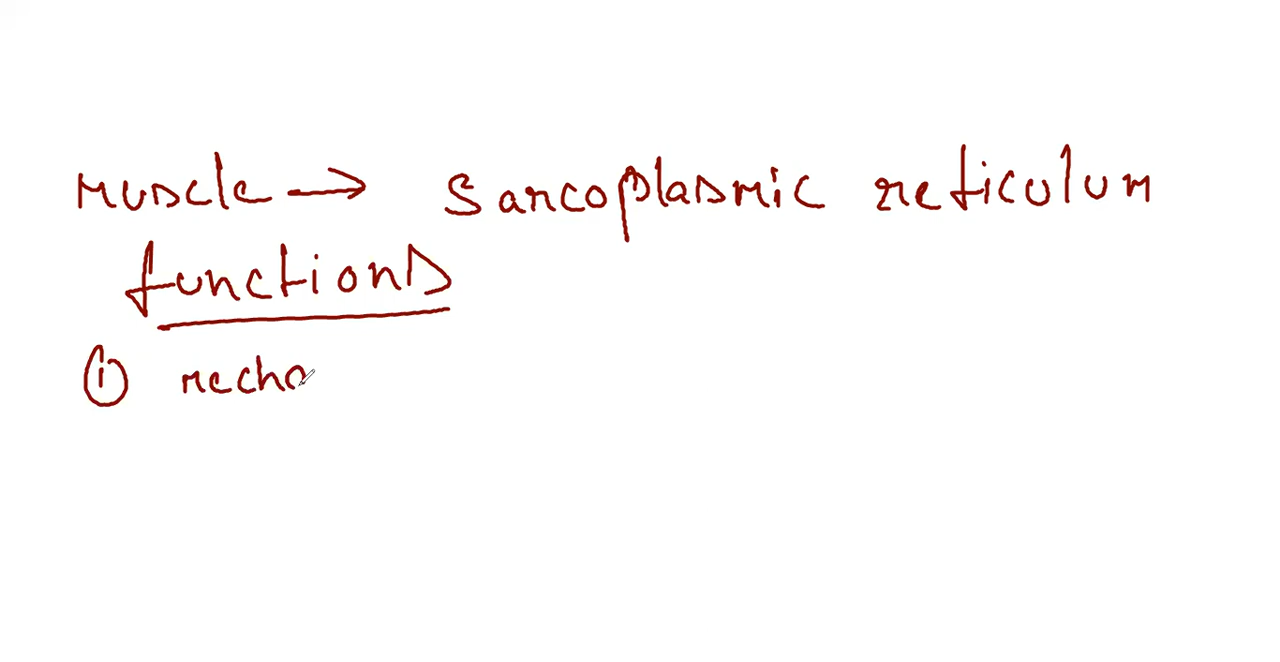 muscle → sarcoplasmic reticulum
functions
① mecha